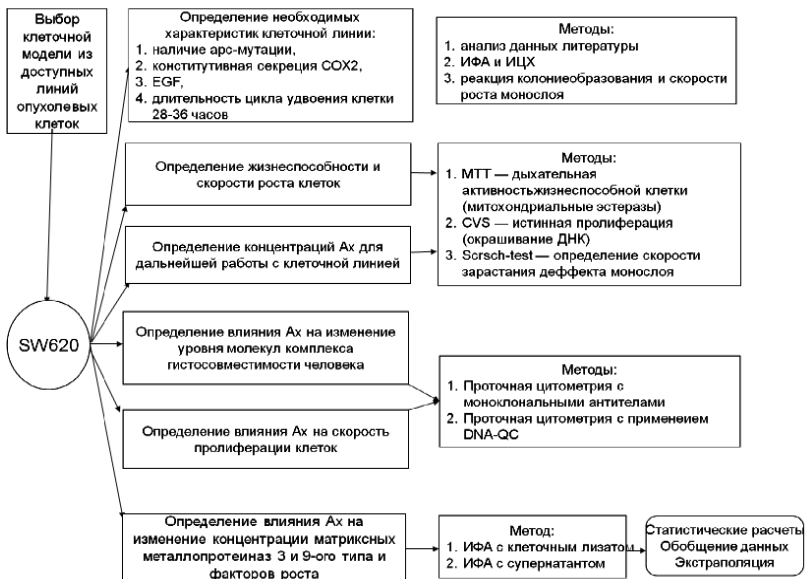 Выбор
клеточной
модели из
доступных
линий
опухолевых
клеток
Определение необходимых
характеристик клеточной линии:
1. наличие арс-мутации,
2. конститутивная секреция COX2,
3. EGF,
4. длительность цикла удвоения клетки
28-36 часов
Методы:
1. анализ данных литературы
2. ИФА и ИЦХ
3. реакция колониеобразования и скорости
роста монослоя
Определение жизнеспособности и
скорости роста клеток
Определение концентраций Ах для
дальнейшей работы с клеточной линией
Методы:
1. МТТ — дыхательная
активностьжизнеспособной клетки
(митохондриальные эстеразы)
2. CVS — истинная пролиферация
(окрашивание ДНК)
3. Scrsch-test — определение скорости
зарастания деффекта монослоя
SW620
Определение влияния Ах на изменение
уровня молекул комплекса
гистосовместимости человека
Определение влияния Ах на скорость
пролиферации клеток
Методы:
1. Проточная цитометрия с
моноклональными антителами
2. Проточная цитометрия с применеием
DNA-QC
Определение влияния Ах на
изменение концентрации матриксных
металлопротеиназ 3 и 9-ого типа и
факторов роста
Метод:
1. ИФА с клеточным лизатом
2. ИФА с супернатантом
Статистические расчеты
Обобщение данных
Экстраполяция